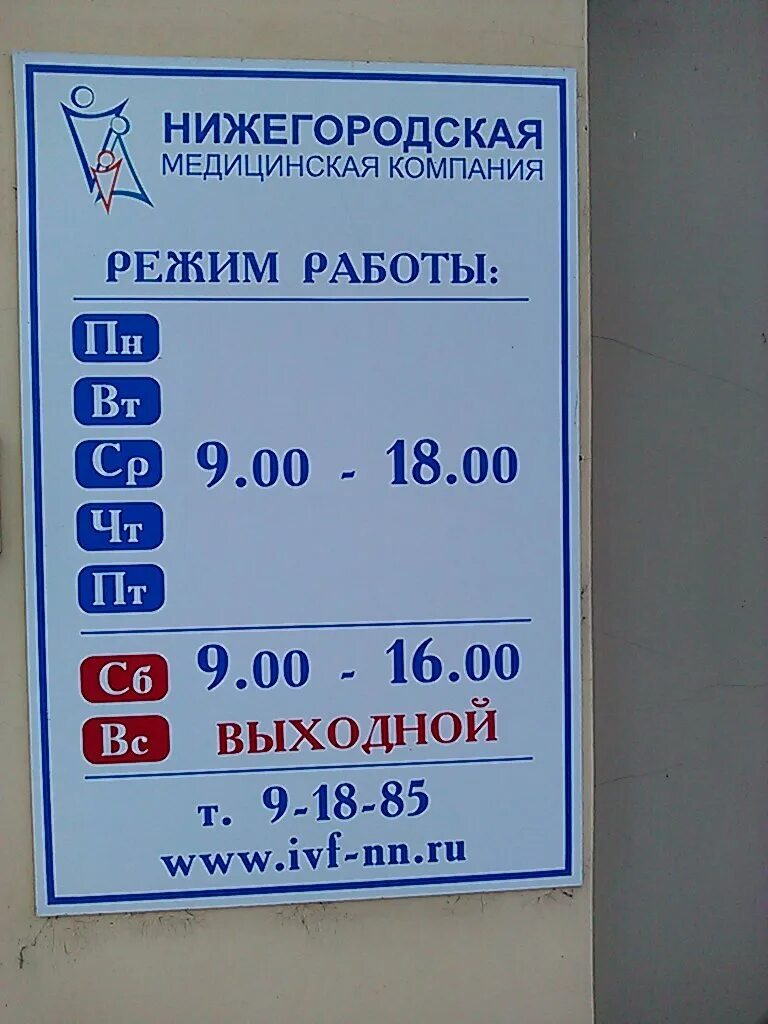 НИЖЕГОРОДСКАЯ
МЕДИЦИНСКАЯ КОМПАНИЯ
РЕЖИМ РАБОТЫ:
Пн
Вт
Ср 9.00 - 18.00
Чт
Пт
Сб 9.00 - 16.00
Вс ВЫХОДНОЙ
т. 9-18-85
www.ivf-nn.ru